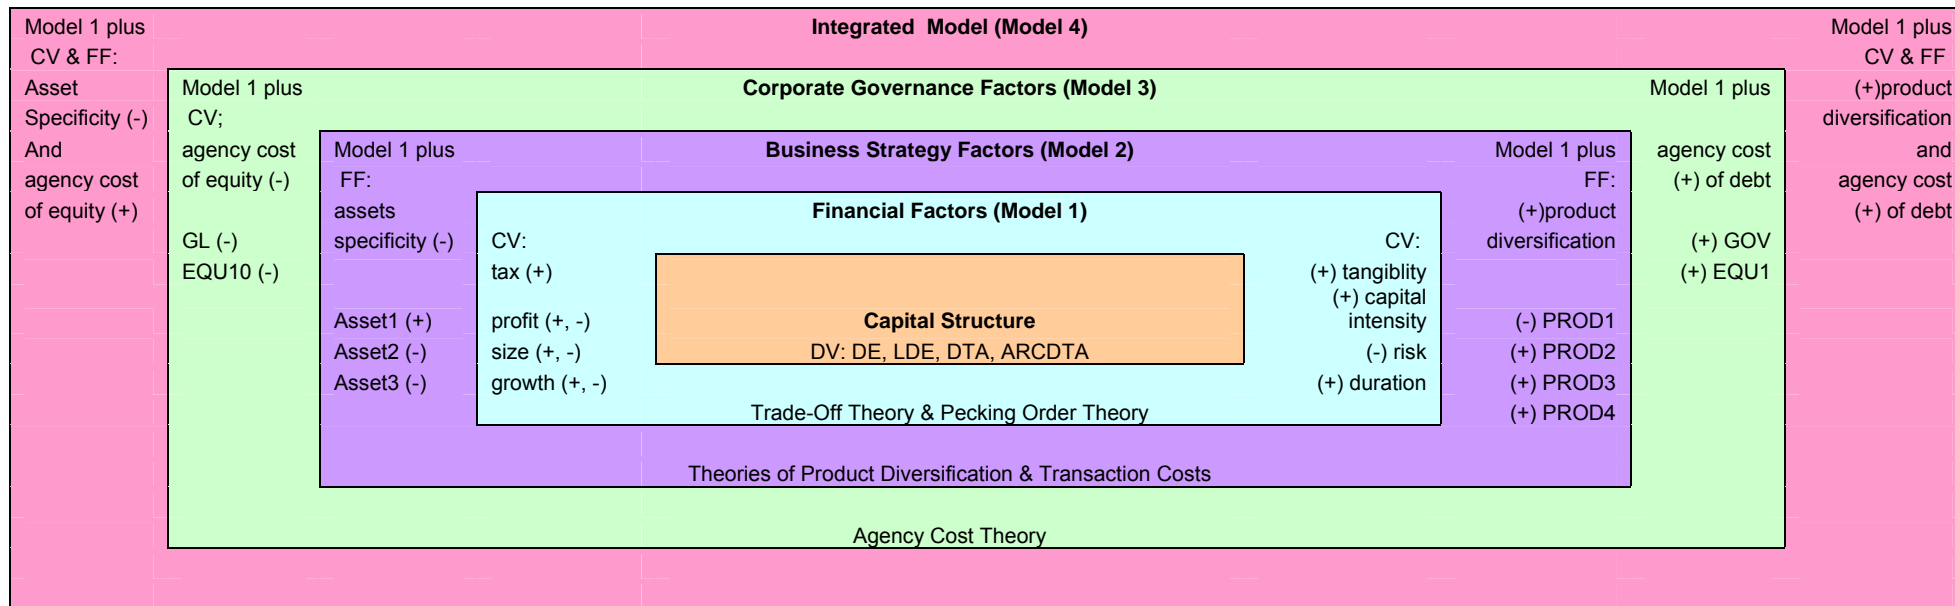 Model 1 plus Integrated  Model (Model 4) Model 1 plus
CV & FF: CV & FF
Asset Model 1 plus Corporate Governance Factors (Model 3) Model 1 plus (+)product
Specificity (-) CV; diversification
And agency cost Model 1 plus Business Strategy Factors (Model 2) Model 1 plus agency cost and
agency cost of equity (-) FF: FF: (+) of debt agency cost
of equity (+) assets Financial Factors (Model 1) (+)product (+) of debt
GL (-) specificity (-) CV: CV: diversification (+) GOV
EQU10 (-) tax (+) (+) tangiblity (+) EQU1
(+) capital
Asset1 (+) profit (+, -) Capital Structure intensity (-) PROD1
Asset2 (-) size (+, -) DV: DE, LDE, DTA, ARCDTA (-) risk (+) PROD2
Asset3 (-) growth (+, -) (+) duration (+) PROD3
Trade-Off Theory & Pecking Order Theory (+) PROD4
Theories of Product Diversification & Transaction Costs
Agency Cost Theory